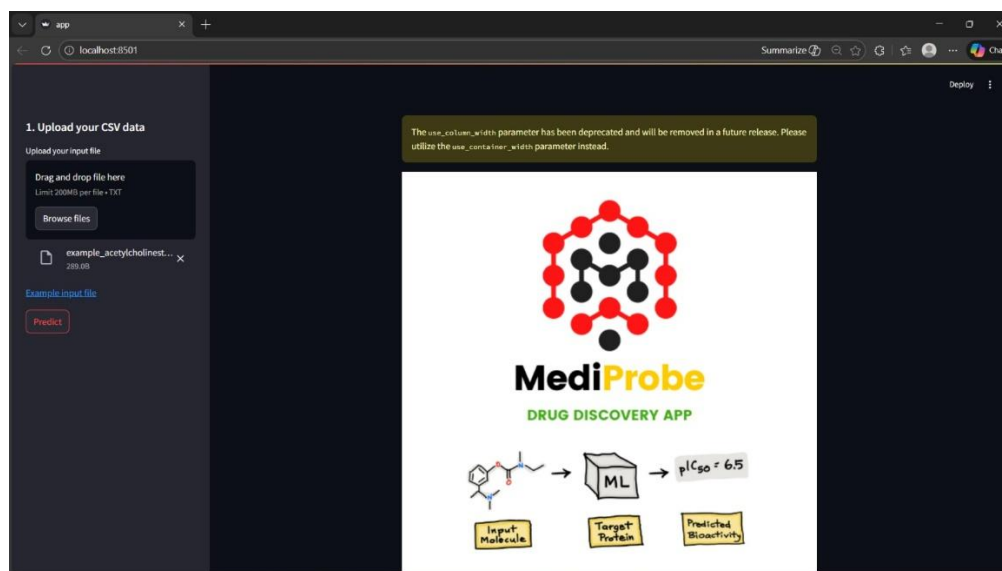 app
localhost:8501
Summarize
Deploy
1. Upload your CSV data
Upload your input file
Drag and drop file here
Limit 200MB per file • TXT
Browse files
example_acetylcholinest...
289.0B
Example input file
Predict
The use_column_width parameter has been deprecated and will be removed in a future release. Please
utilize the use_container_width parameter instead.
MediProbe
DRUG DISCOVERY APP
ML
pIC50 = 6.5
Input
Molecule
Target
Protein
Predicted
Bioactivity